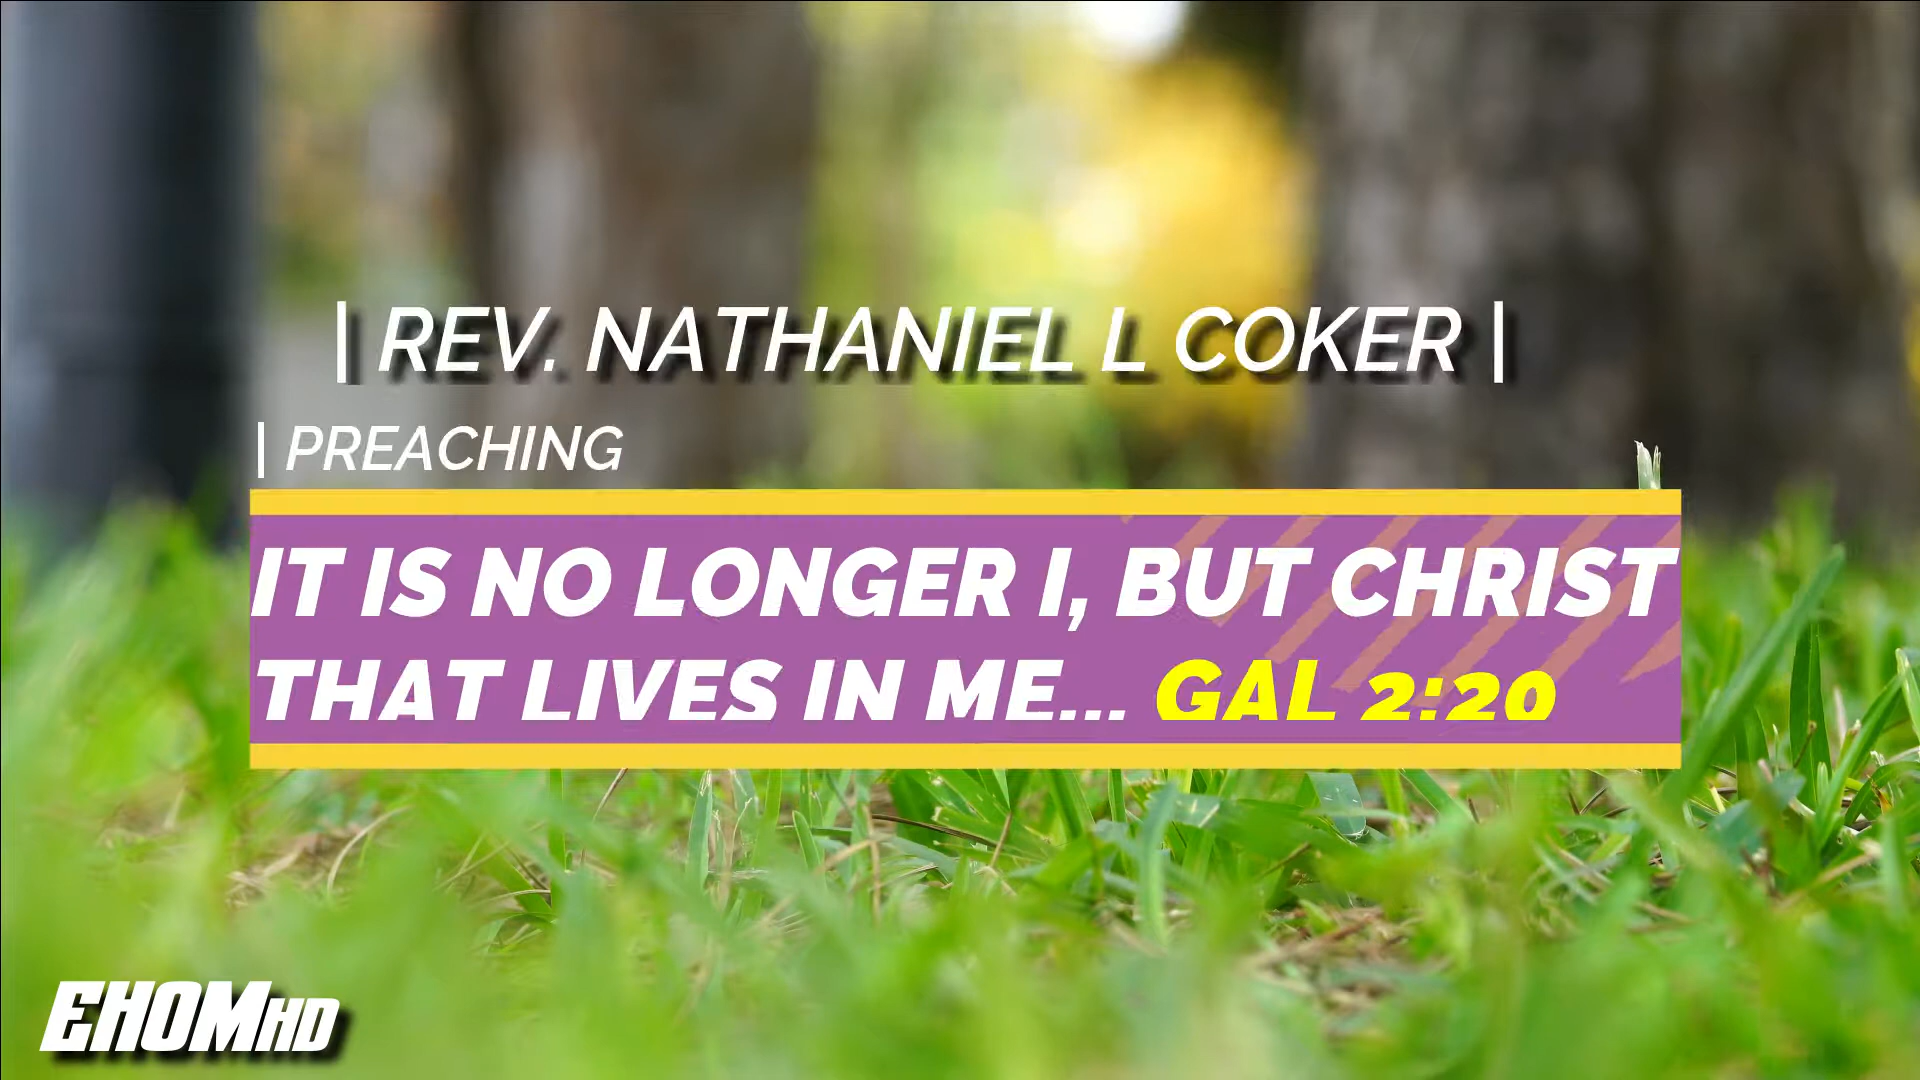 | REV. NATHANIEL L COKER |
| PREACHING
IT IS NO LONGER I, BUT CHRIST
THAT LIVES IN ME... GAL 2:20
EHOMHD